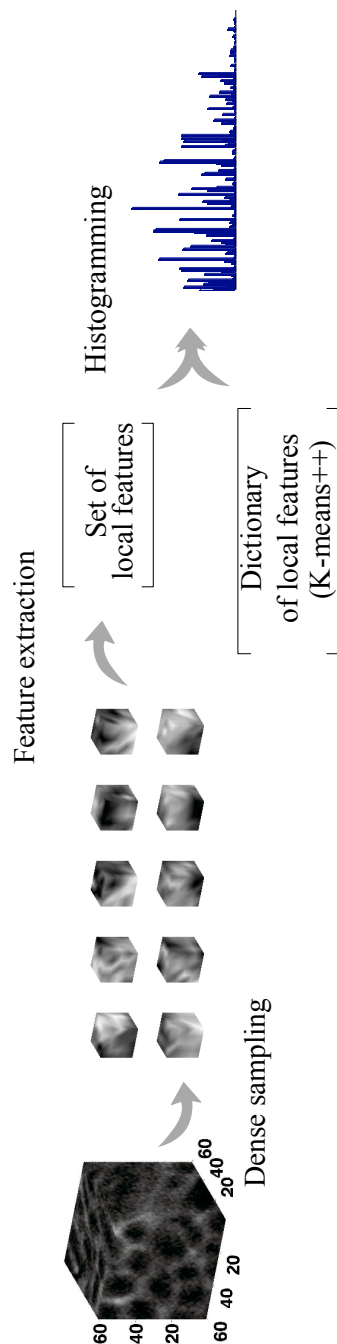 60
40
20
60
40
20
20
40
60
Dense sampling
Feature extraction
Set of
local features
Dictionary
of local features
(K-means++)
Histogramming